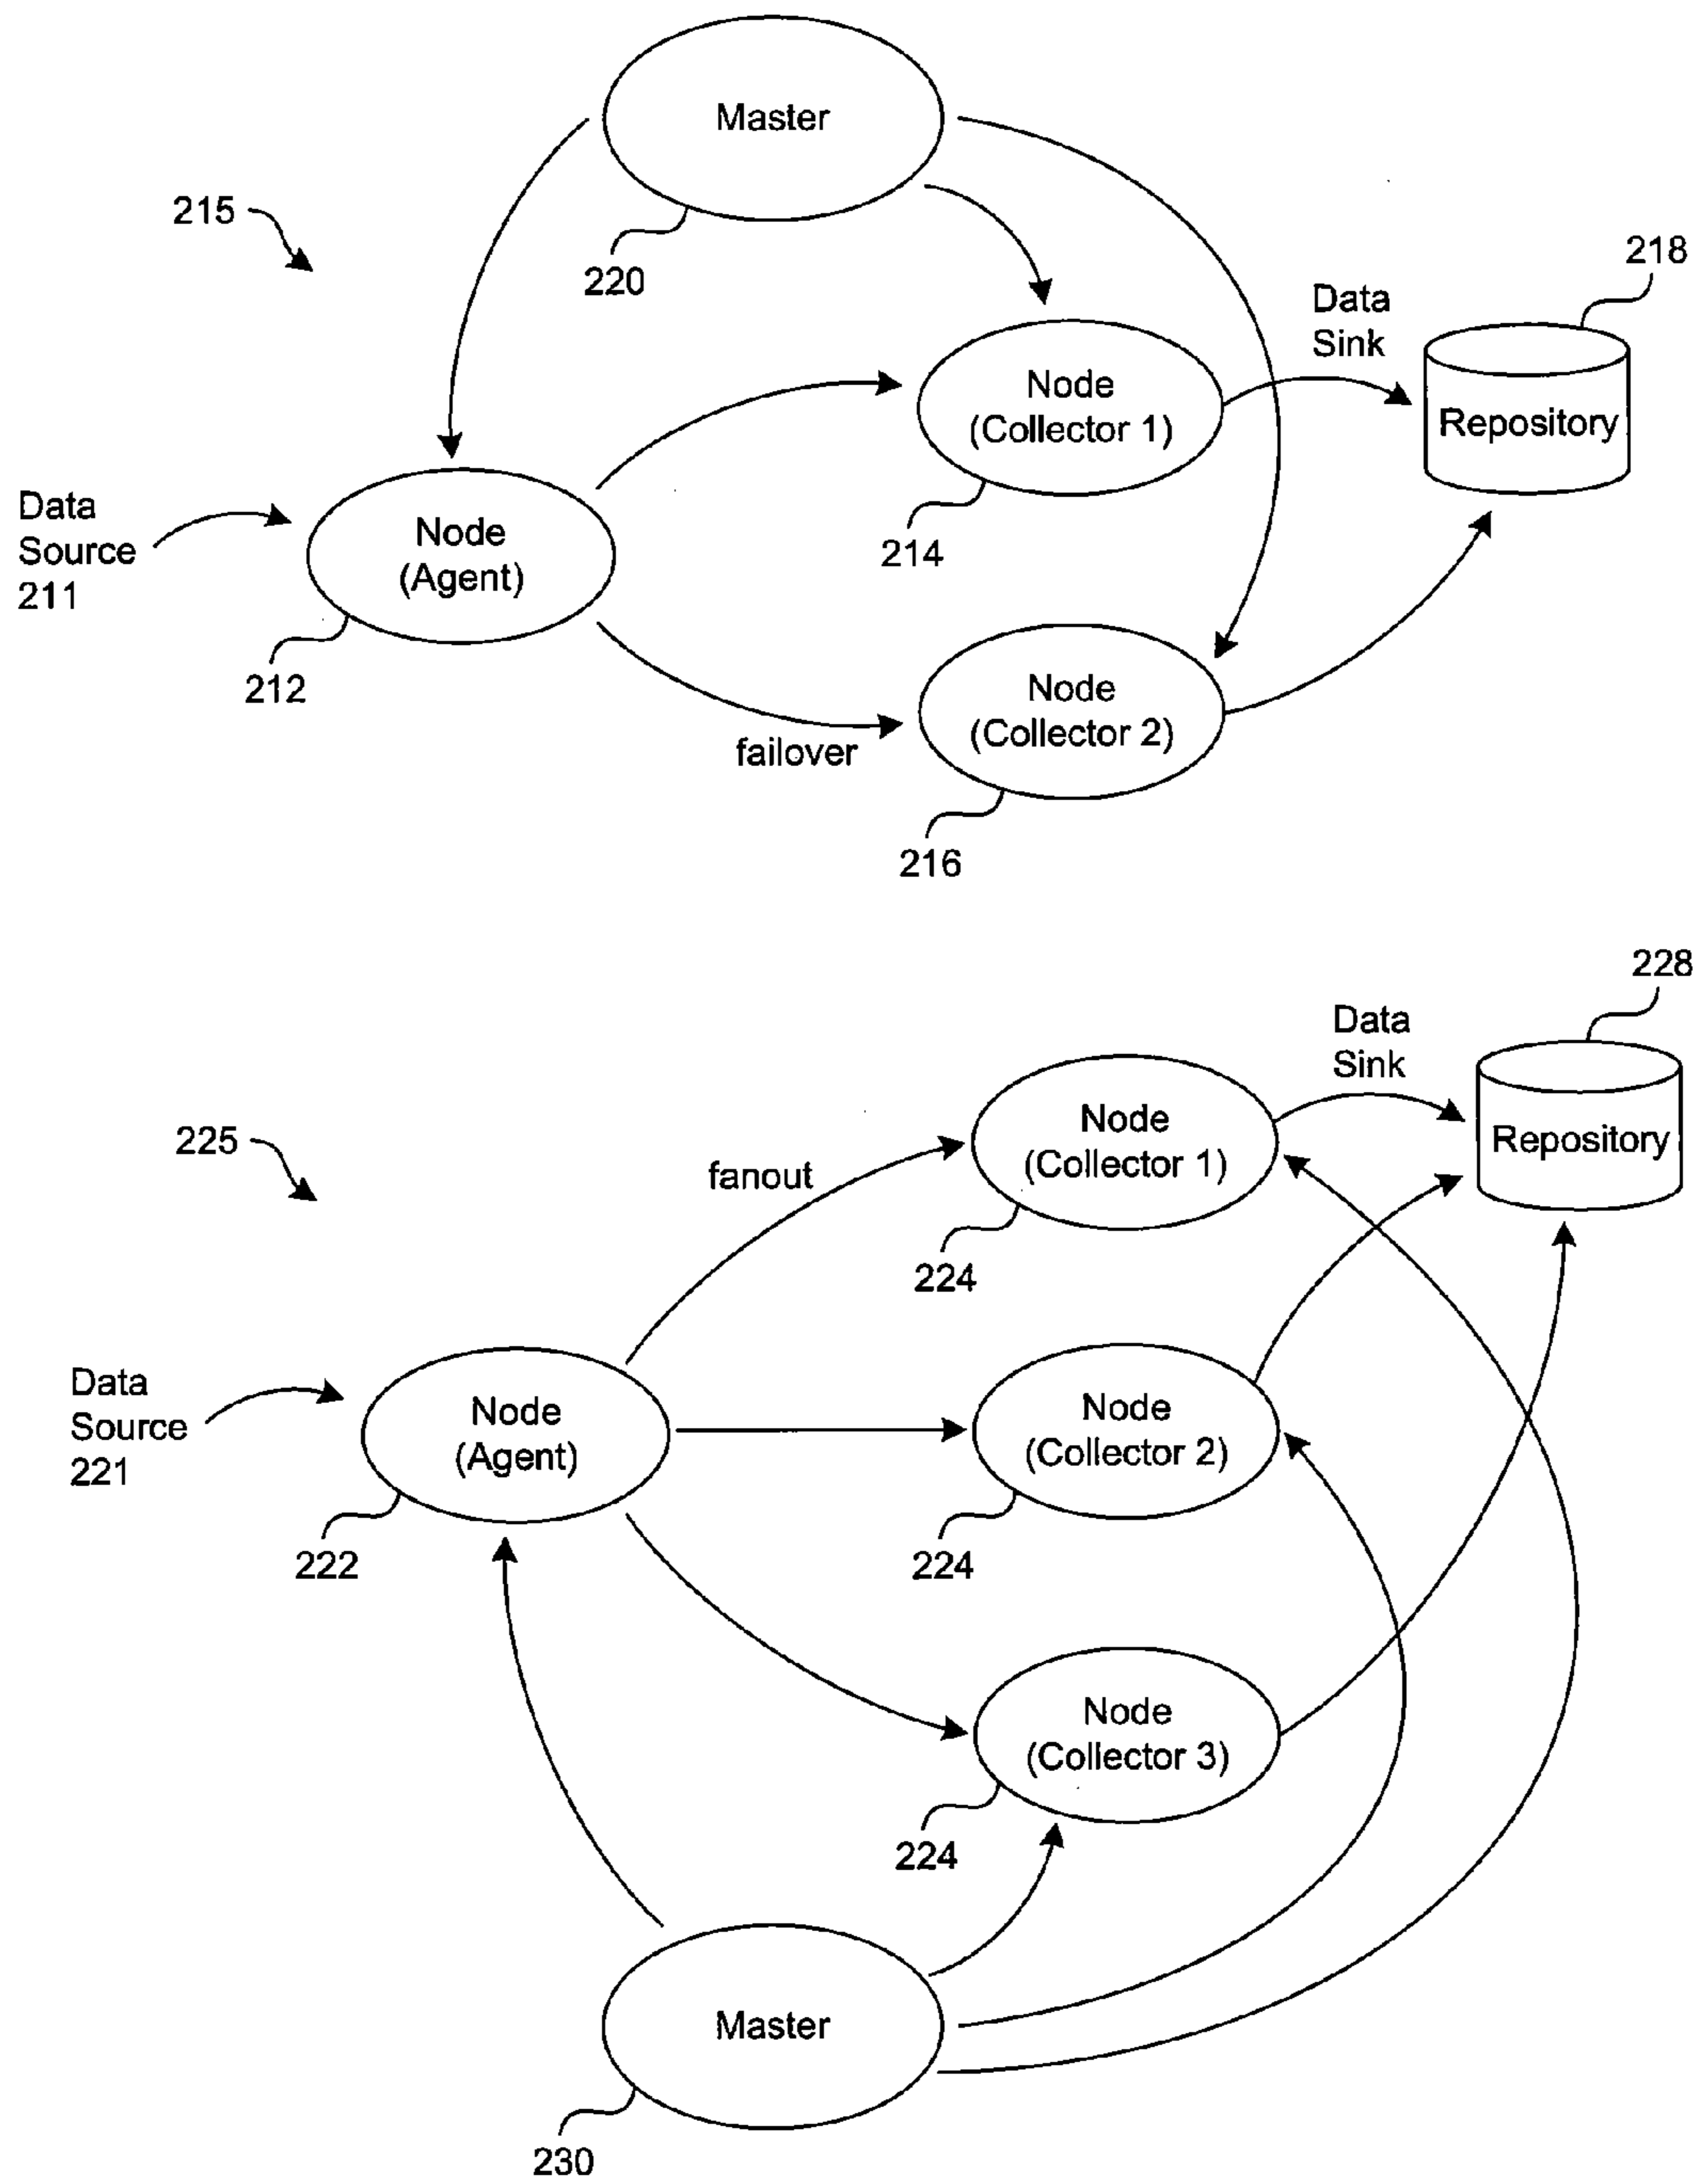 Master
215
220
218
Data
Sink
Node
(Collector 1)
Repository
214
Data
Source
211
Node
(Agent)
212
Node
(Collector 2)
failover
216
228
Data
Sink
225
Node
(Collector 1)
Repository
fanout
224
Data
Source
221
Node
(Agent)
Node
(Collector 2)
222
224
Node
(Collector 3)
224
Master
230